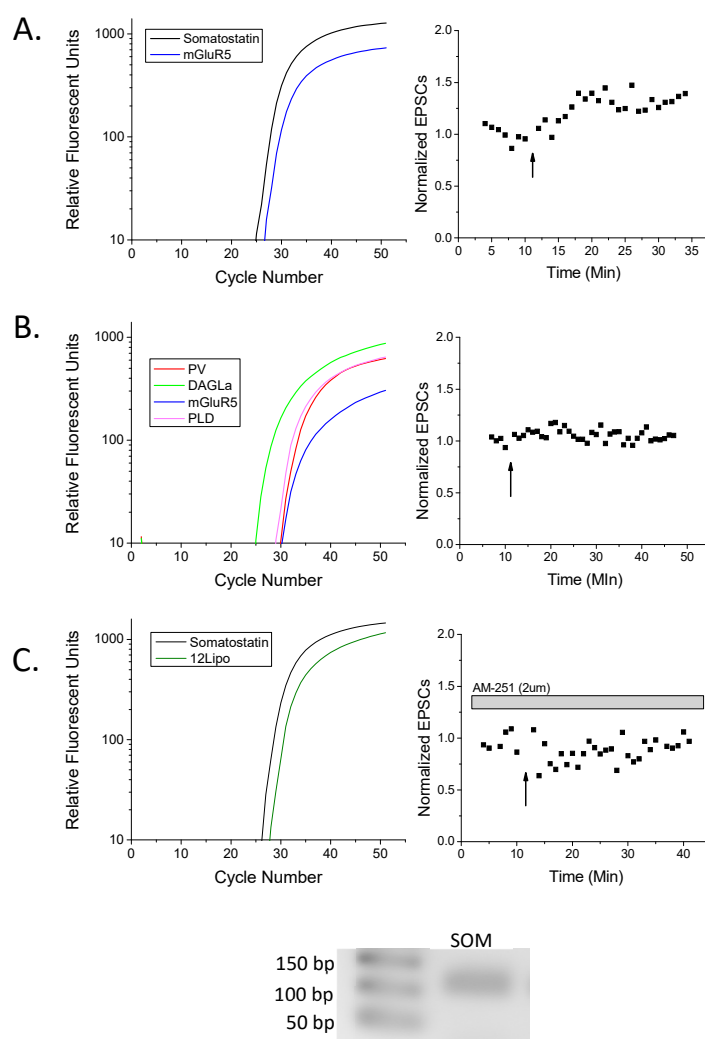 A.
Somatostatin
mGluR5
1000
100
10
0 10 20 30 40 50
Relative Fluorescent Units
Cycle Number
2.0
1.5
1.0
0.5
0.0
0 5 10 15 20 25 30 35
Normalized EPSCs
Time (Min)
B.
PV
DAGLa
mGluR5
PLD
1000
100
10
0 10 20 30 40 50
Relative Fluorescent Units
Cycle Number
2.0
1.5
1.0
0.5
0.0
0 10 20 30 40 50
Normalized EPSCs
Time (MIn)
C.
Somatostatin
12Lipo
1000
100
10
0 10 20 30 40 50
Relative Fluorescent Units
Cycle Number
AM-251 (2um)
2.0
1.5
1.0
0.5
0.0
0 10 20 30 40
Normalized EPSCs
Time (Min)
SOM
150 bp
100 bp
50 bp